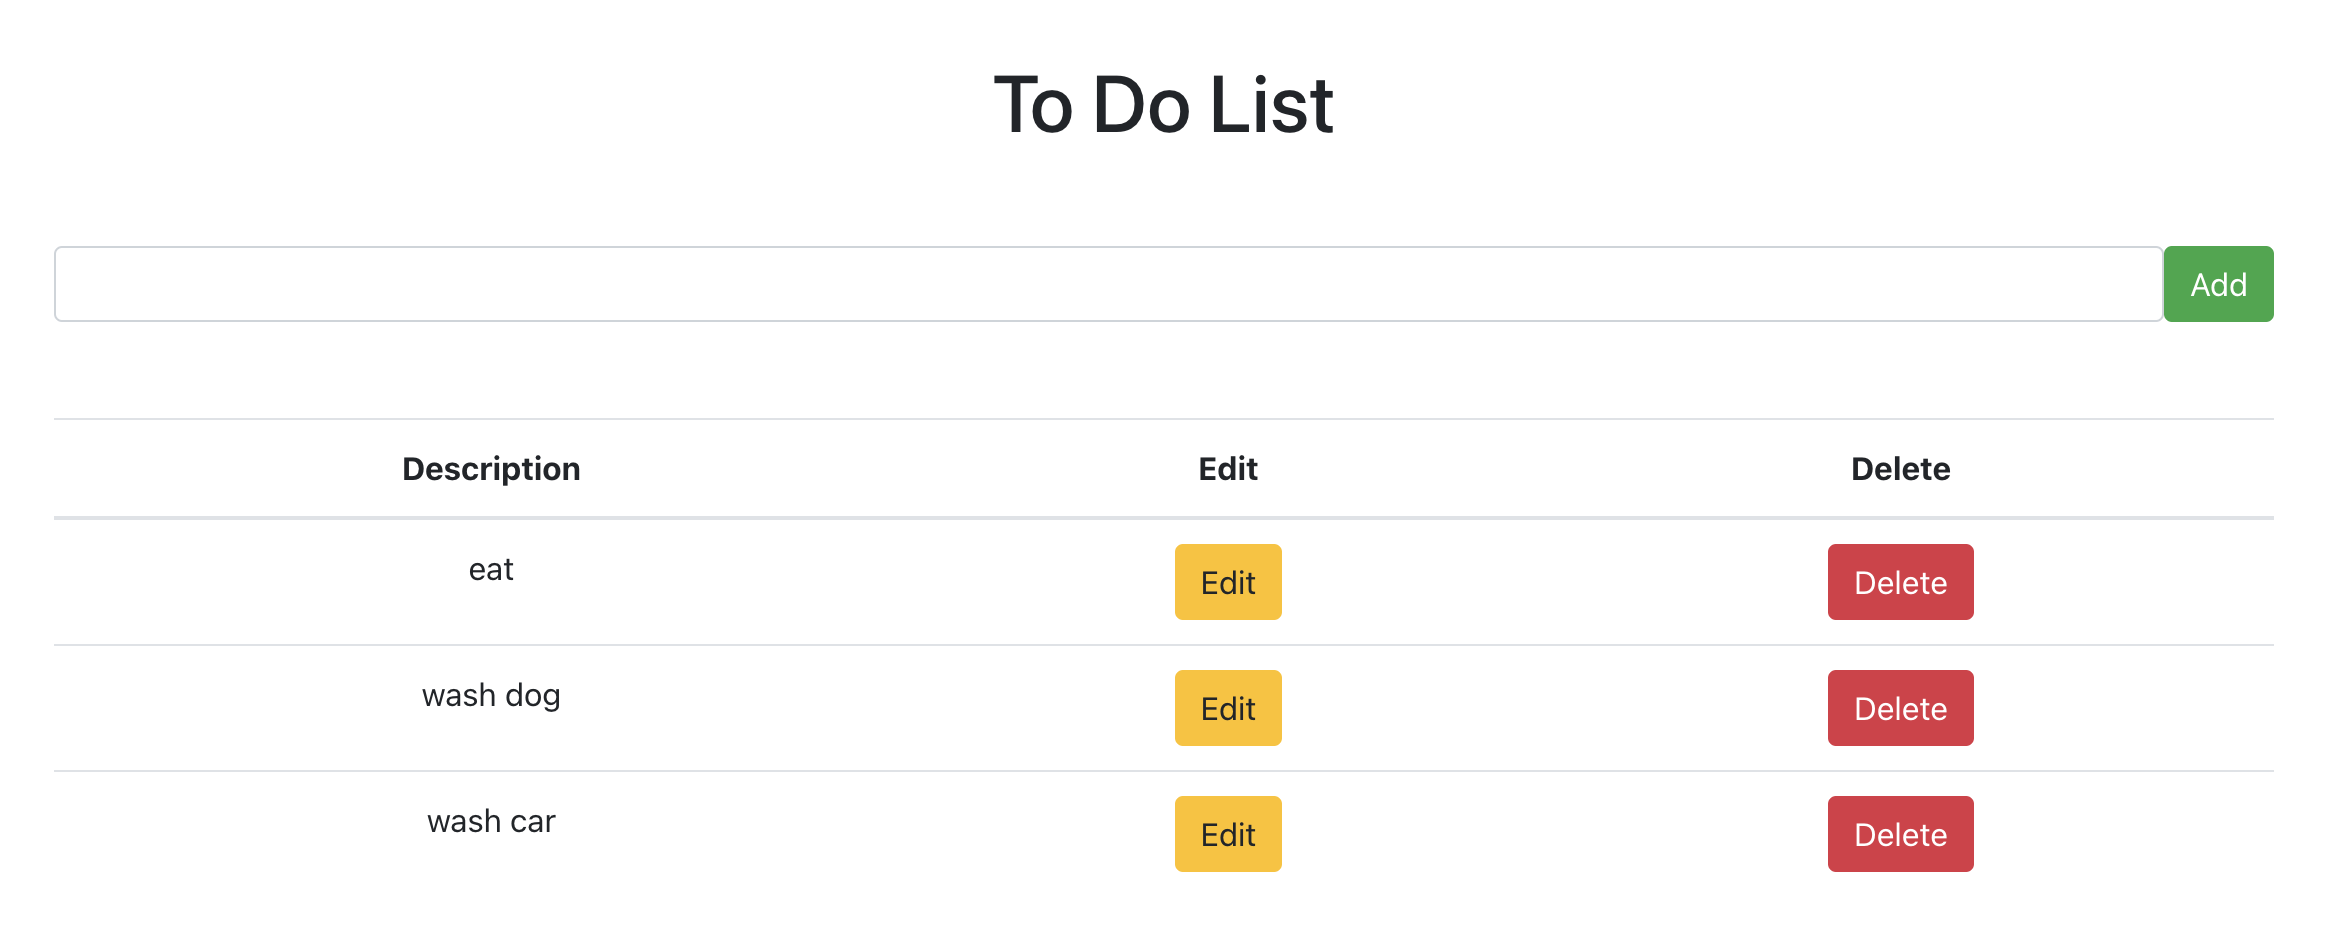 To Do List
Add
Description Edit Delete
eat Edit Delete
wash dog Edit Delete
wash car Edit Delete